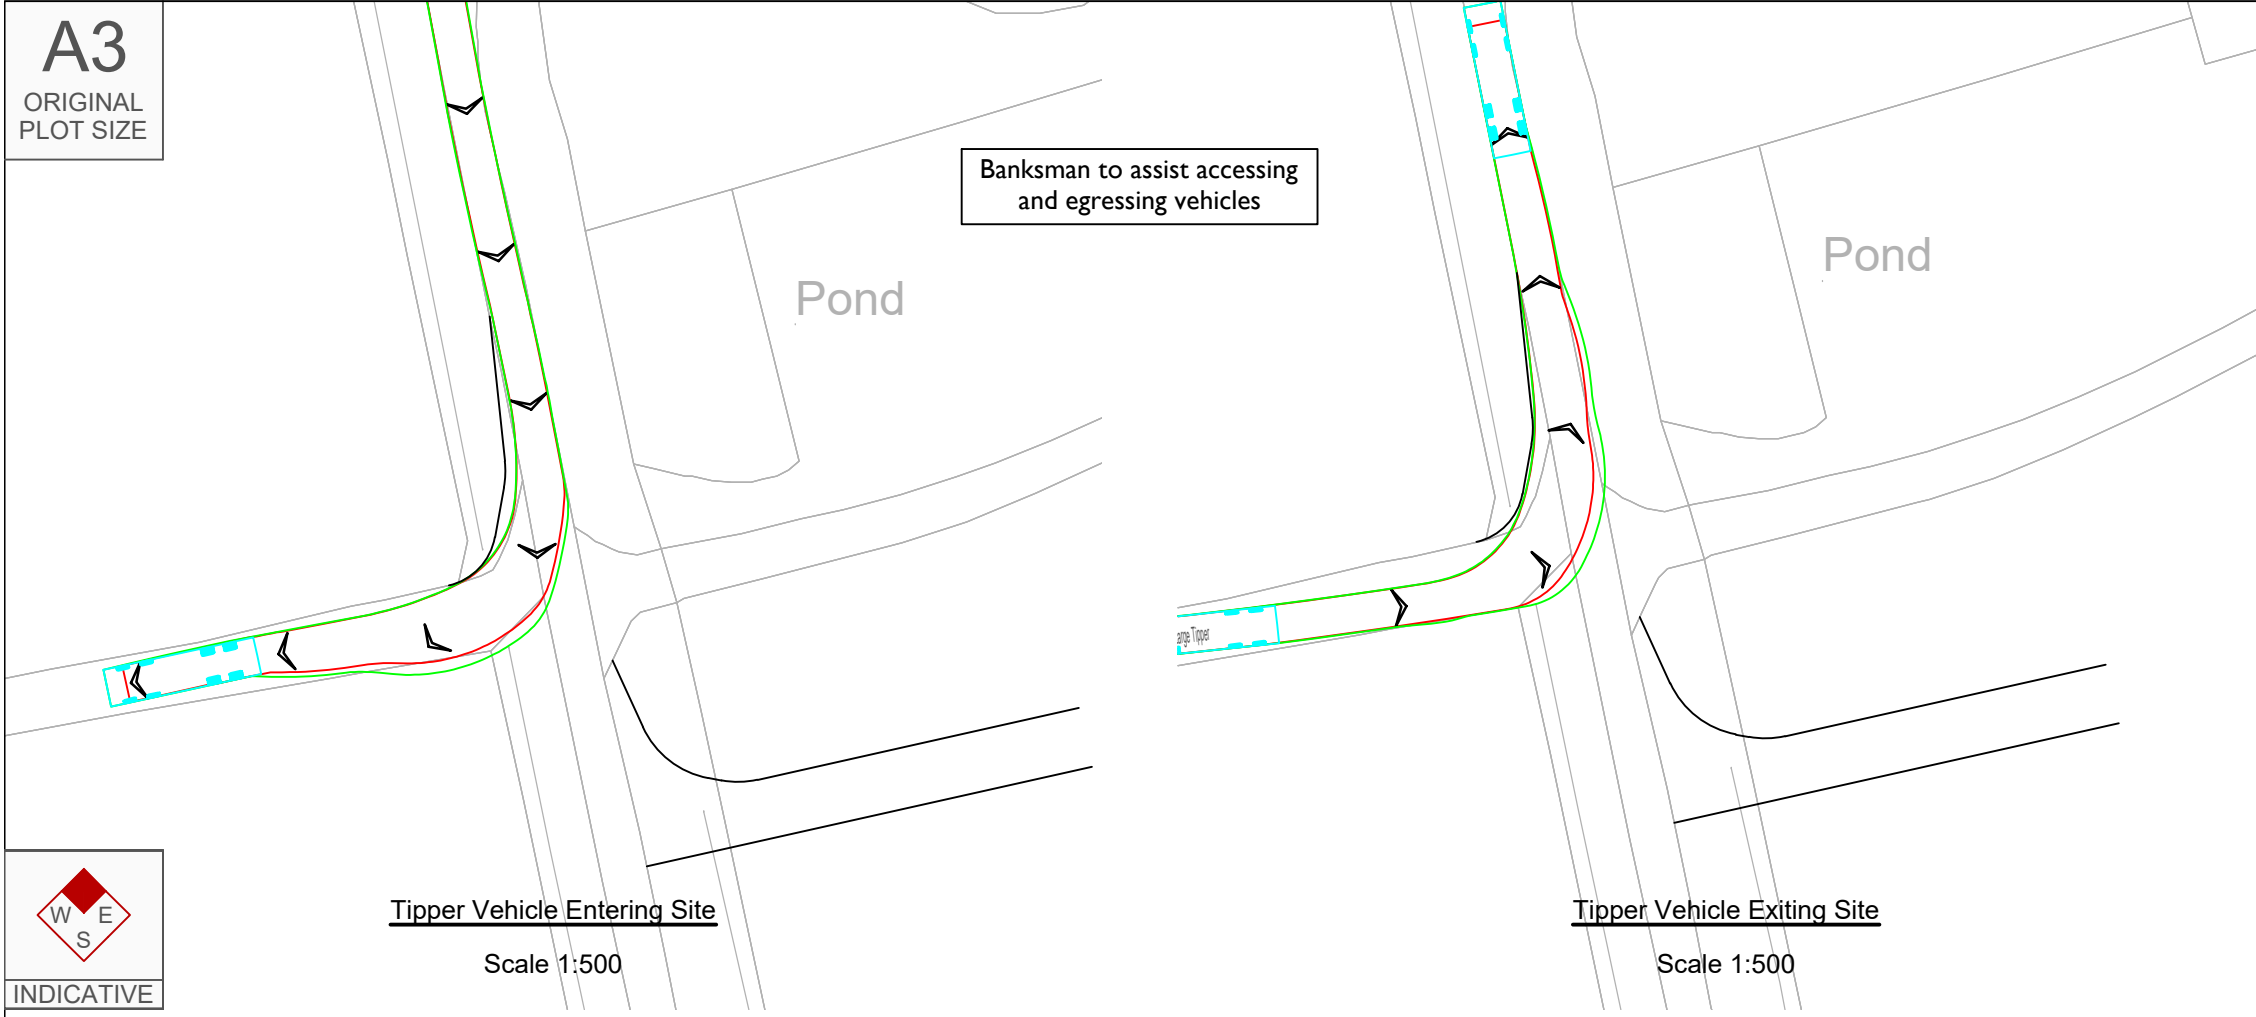 A3
ORIGINAL
PLOT SIZE
Banksman to assist accessing
and egressing vehicles
Pond
Pond
Tipper
W E
S
INDICATIVE
Tipper Vehicle Entering Site
Scale 1:500
Tipper Vehicle Exiting Site
Scale 1:500